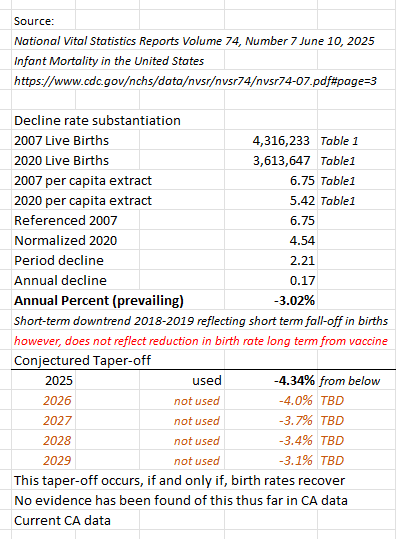 Source:
National Vital Statistics Reports Volume 74, Number 7 June 10, 2025
Infant Mortality in the United States
https://www.cdc.gov/nchs/data/nvsr/nvsr74/nvsr74-07.pdf#page=3
Decline rate substantiation
2007 Live Births 4,316,233 Table 1
2020 Live Births 3,613,647 Table1
2007 per capita extract 6.75 Table1
2020 per capita extract 5.42 Table1
Referenced 2007 6.75
Normalized 2020 4.54
Period decline 2.21
Annual decline 0.17
Annual Percent (prevailing) -3.02%
Short-term downtrend 2018-2019 reflecting short term fall-off in births
however, does not reflect reduction in birth rate long term from vaccine
Conjectured Taper-off
2025 used -4.34% from below
2026 not used -4.0% TBD
2027 not used -3.7% TBD
2028 not used -3.4% TBD
2029 not used -3.1% TBD
This taper-off occurs, if and only if, birth rates recover
No evidence has been found of this thus far in CA data
Current CA data